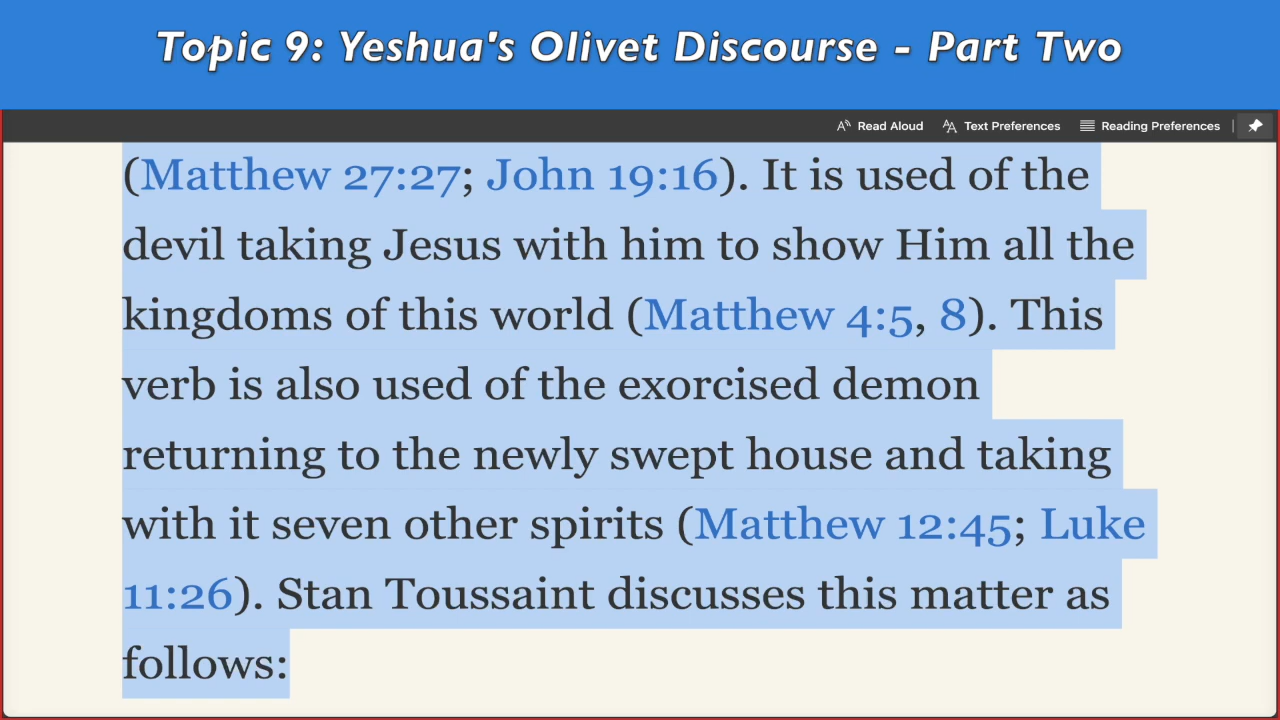 Topic 9: Yeshua's Olivet Discourse - Part Two
Read Aloud Text Preferences Reading Preferences
(Matthew 27:27; John 19:16). It is used of the
devil taking Jesus with him to show Him all the
kingdoms of this world (Matthew 4:5, 8). This
verb is also used of the exorcised demon
returning to the newly swept house and taking
with it seven other spirits (Matthew 12:45; Luke
11:26). Stan Toussaint discusses this matter as
follows: